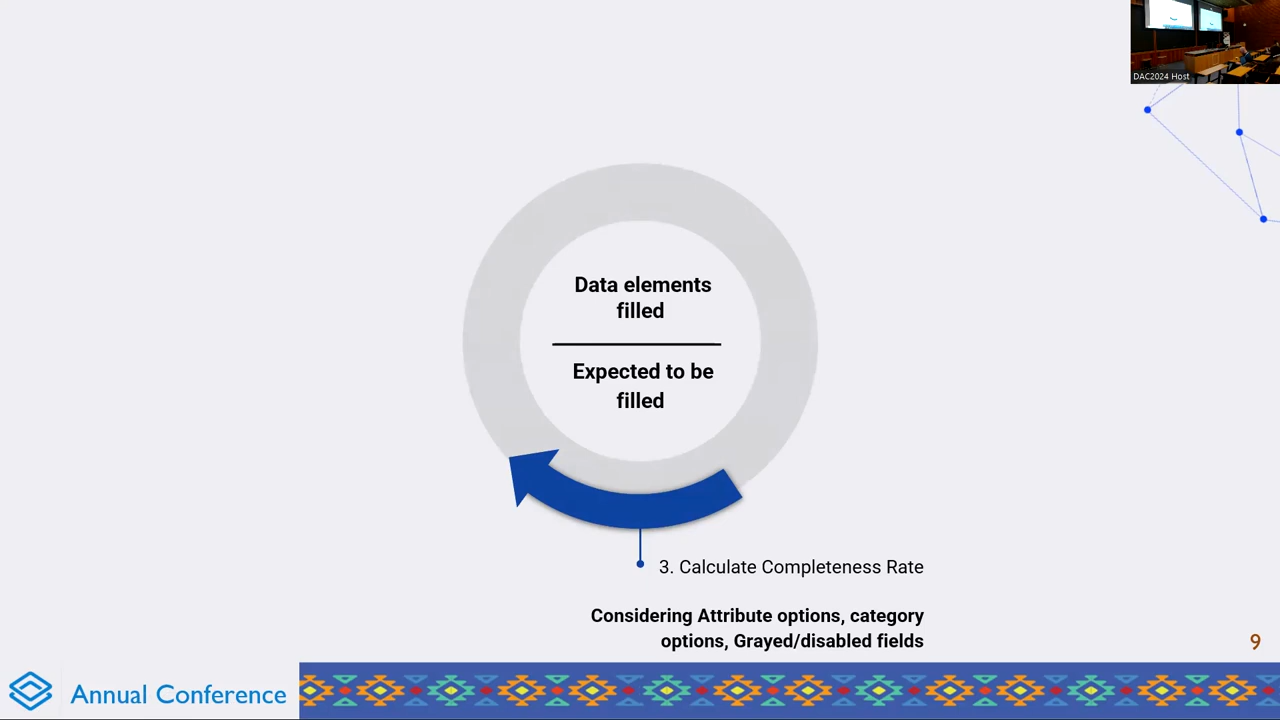 DAC2024 Host
Data elements
filled
Expected to be
filled
3. Calculate Completeness Rate
Considering Attribute options, category
options, Grayed/disabled fields
9
Annual Conference